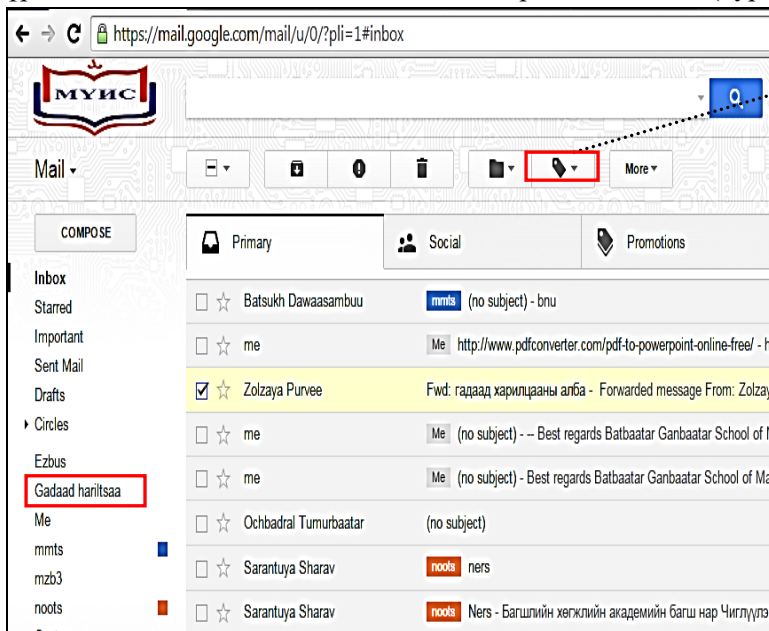 https://mail.google.com/mail/u/0/?pli=1#inbox
МУИС
Mail
More
COMPOSE
Primary
Social
Promotions
Inbox
Starred
Important
Sent Mail
Drafts
Circles
Ezbus
Gadaad hariltsaa
Me
mmts
mzb3
noots
Batsukh Dawaasambuu mmts (no subject) - bnu
me Me http://www.pdfconverter.com/pdf-to-powerpoint-online-free/ - h
Zolzaya Purvee Fwd: гадаад харилцааны алба - Forwarded message From: Zolzay
me Me (no subject) - -- Best regards Batbaatar Ganbaatar School of
me Me (no subject) - Best regards Batbaatar Ganbaatar School of Ma
Ochbadral Tumurbaatar (no subject)
Sarantuya Sharav noots ners
Sarantuya Sharav noots Ners - Багшлийн хөгжлийн академийн багш нар Чиглүүлэ